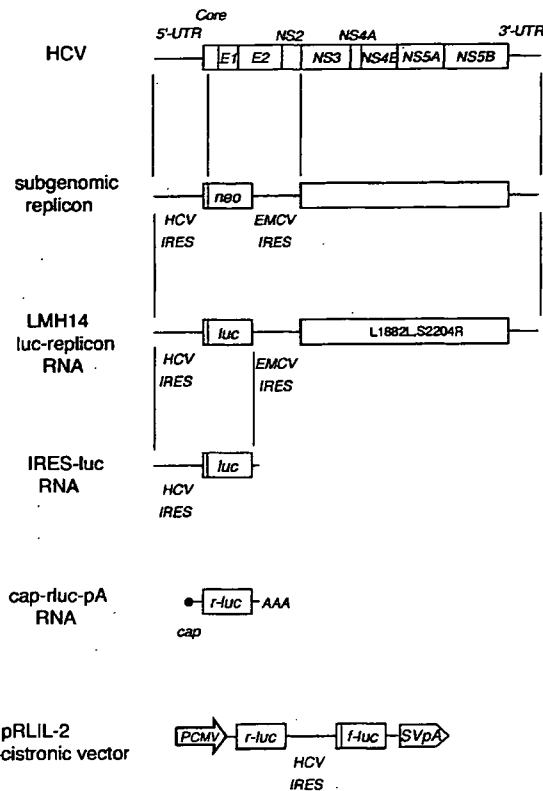 Core
5'-UTR NS2 NS4A 3'-UTR
HCV E1 E2 NS3 NS4B NS5A NS5B
subgenomic
replicon
neo
HCV EMCV
IRES IRES
LMH14
luc-replicon
RNA
luc L1882L,S2204R
HCV EMCV
IRES IRES
IRES-luc
RNA
luc
HCV
IRES
cap-rluc-pA
RNA
r-luc AAA
cap
pRLIL-2
cistronic vector
PCMV r-luc f-luc SVpA
HCV
IRES